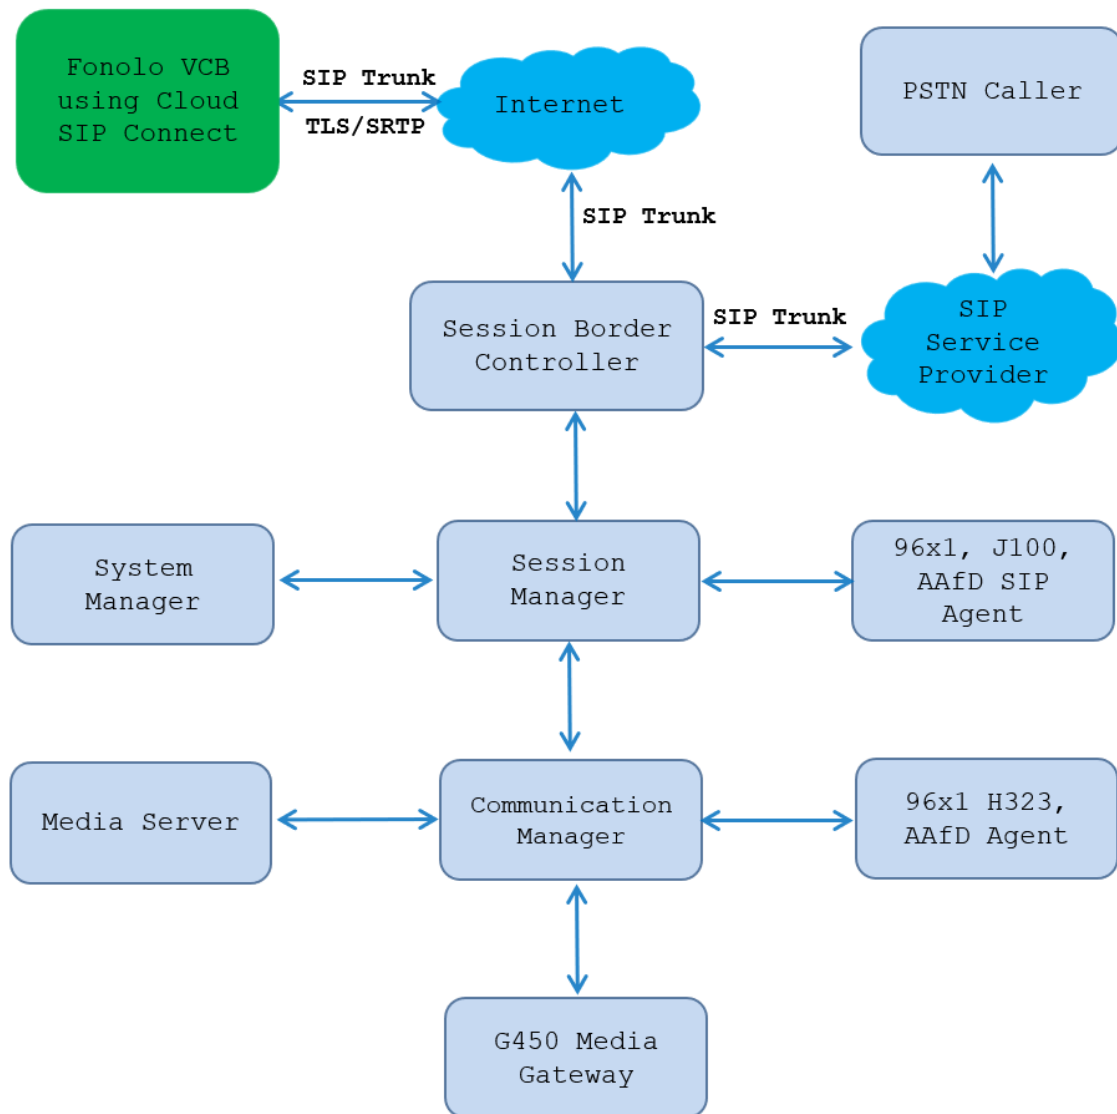 Fonolo VCB
using Cloud
SIP Connect
SIP Trunk
TLS/SRTP
Internet
PSTN Caller
SIP Trunk
Session Border
Controller
SIP Trunk
SIP
Service
Provider
System
Manager
Session
Manager
96x1, J100,
AAfD SIP
Agent
Media Server
Communication
Manager
96x1 H323,
AAfD Agent
G450 Media
Gateway